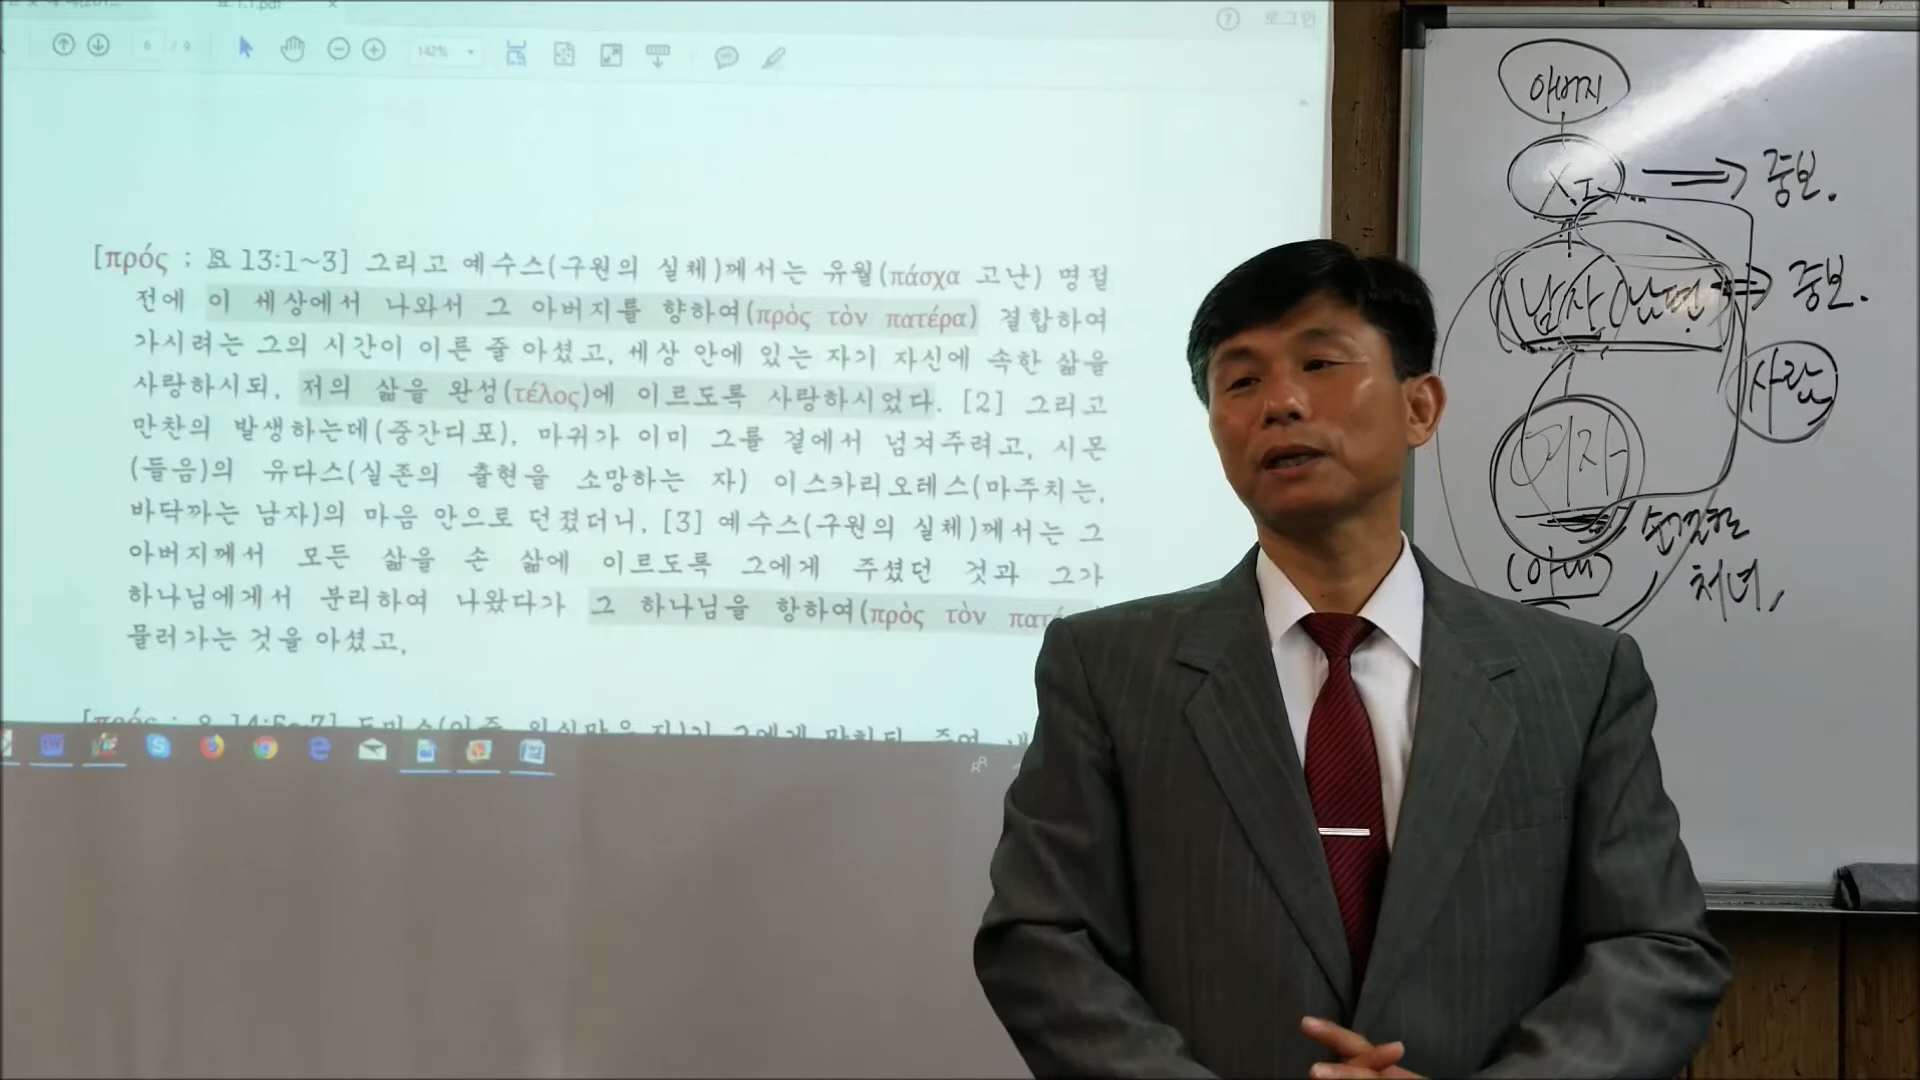 요 1.1.pdf
로그인
6 / 9
142%
[πρός : 요 13:1~3] 그리고 예수스(구원의 실체)께서는 유월(πάσχα 고난) 명절
전에 이 세상에서 나와서 그 아버지를 향하여(πρὸς τὸν πατέρα) 결합하여
가시려는 그의 시간이 이른 줄 아셨고, 세상 안에 있는 자기 자신에 속한 삶을
사랑하시되, 저의 삶을 완성(τέλος)에 이르도록 사랑하시었다. [2] 그리고
만찬의 발생하는데(중간디포), 마귀가 이미 그를 곁에서 넘겨주려고, 시몬
(들음)의 유다스(실존의 출현을 소망하는 자) 이스카리오테스(마주치는,
바닥까는 남자)의 마음 안으로 던졌더니, [3] 예수스(구원의 실체)께서는 그
아버지께서 모든 삶을 손 삶에 이르도록 그에게 주셨던 것과 그가
하나님에게서 분리하여 나왔다가 그 하나님을 향하여(πρὸς τὸν
물러가는 것을 아셨고,
아버지
중보.
(남자 (남편 중보.
사람
여자
(아내)
처녀,